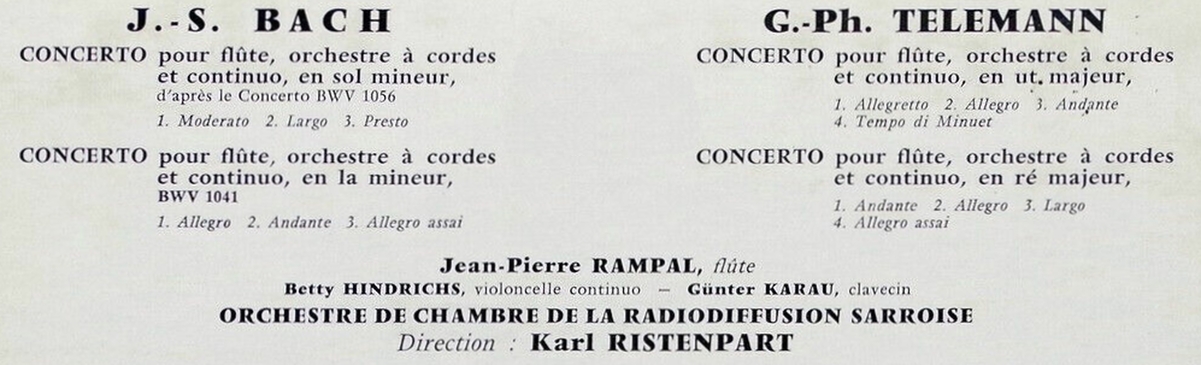 J.-S. BACH
CONCERTO pour flûte, orchestre à cordes
et continuo, en sol mineur,
d'après le Concerto BWV 1056
1. Moderato 2. Largo 3. Presto
CONCERTO pour flûte, orchestre à cordes
et continuo, en la mineur,
BWV 1041
1. Allegro 2. Andante 3. Allegro assai
G.-Ph. TELEMANN
CONCERTO pour flûte, orchestre à cordes
et continuo, en ut majeur,
1. Allegretto 2. Allegro 3. Andante
4. Tempo di Minuet
CONCERTO pour flûte, orchestre à cordes
et continuo, en ré majeur,
1. Andante 2. Allegro 3. Largo
4. Allegro assai
Jean-Pierre RAMPAL, flûte
Betty HINDRICHS, violoncelle continuo — Günter KARAU, clavecin
ORCHESTRE DE CHAMBRE DE LA RADIODIFFUSION SARROISE
Direction : Karl RISTENPART